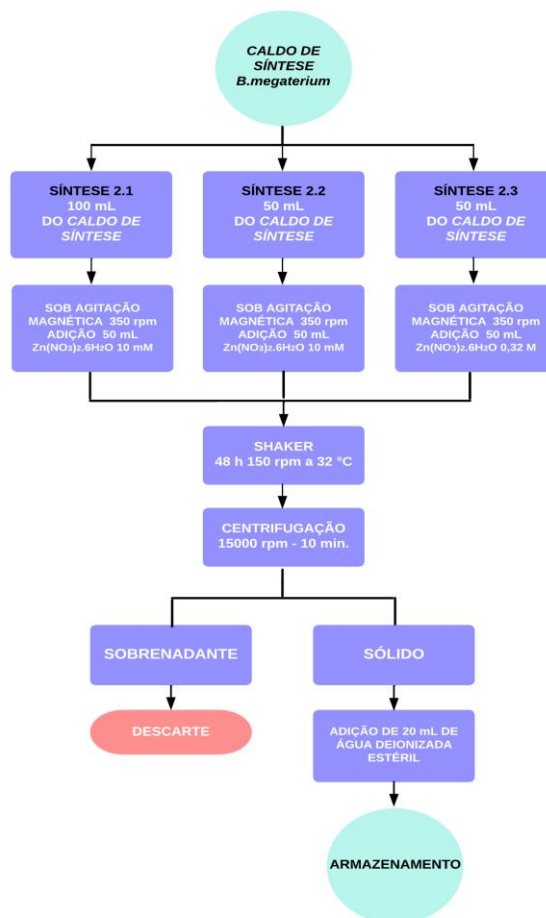 CALDO DE
SÍNTESE
B.megaterium
SÍNTESE 2.1
100 mL
DO CALDO DE
SÍNTESE
SÍNTESE 2.2
50 mL
DO CALDO DE
SÍNTESE
SÍNTESE 2.3
50 mL
DO CALDO DE
SÍNTESE
SOB AGITAÇÃO
MAGNÉTICA 350 rpm
ADIÇÃO 50 mL
Zn(NO₃)₂.6H₂O 10 mM
SOB AGITAÇÃO
MAGNÉTICA 350 rpm
ADIÇÃO 50 mL
Zn(NO₃)₂.6H₂O 10 mM
SOB AGITAÇÃO
MAGNÉTICA 350 rpm
ADIÇÃO 50 mL
Zn(NO₃)₂.6H₂O 0,32 M
SHAKER
48 h 150 rpm a 32 °C
CENTRIFUGAÇÃO
15000 rpm - 10 min.
SOBRENADANTE
SÓLIDO
DESCARTE
ADIÇÃO DE 20 mL DE
ÁGUA DEIONIZADA
ESTÉRIL
ARMAZENAMENTO